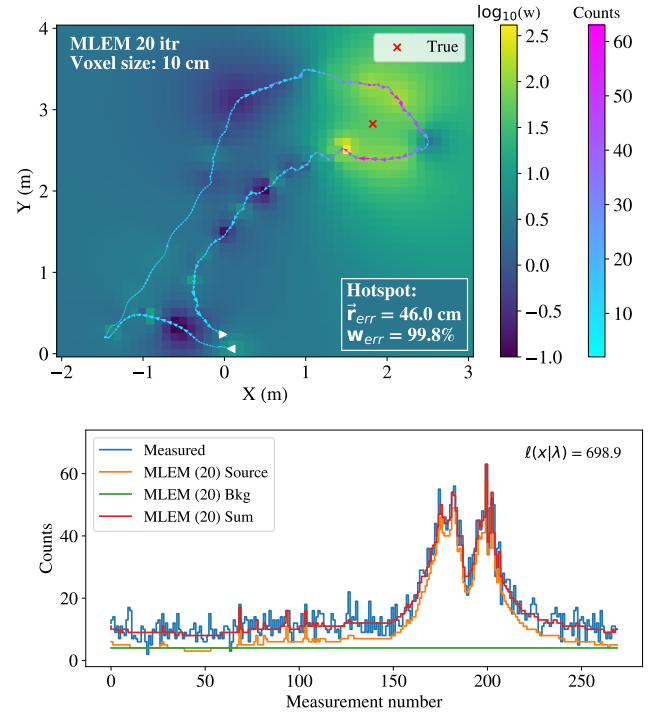 log₁₀(w) Counts
MLEM 20 itr
Voxel size: 10 cm
True
Y (m)
4
3
2
1
0
Hotspot:
r⃗_err = 46.0 cm
w_err = 99.8%
−2 −1 0 1 2 3
X (m)
2.5
2.0
1.5
1.0
0.5
0.0
−0.5
−1.0
60
50
40
30
20
10
Measured
MLEM (20) Source
MLEM (20) Bkg
MLEM (20) Sum
ℓ(x|λ) = 698.9
Counts
60
40
20
0
0 50 100 150 200 250
Measurement number